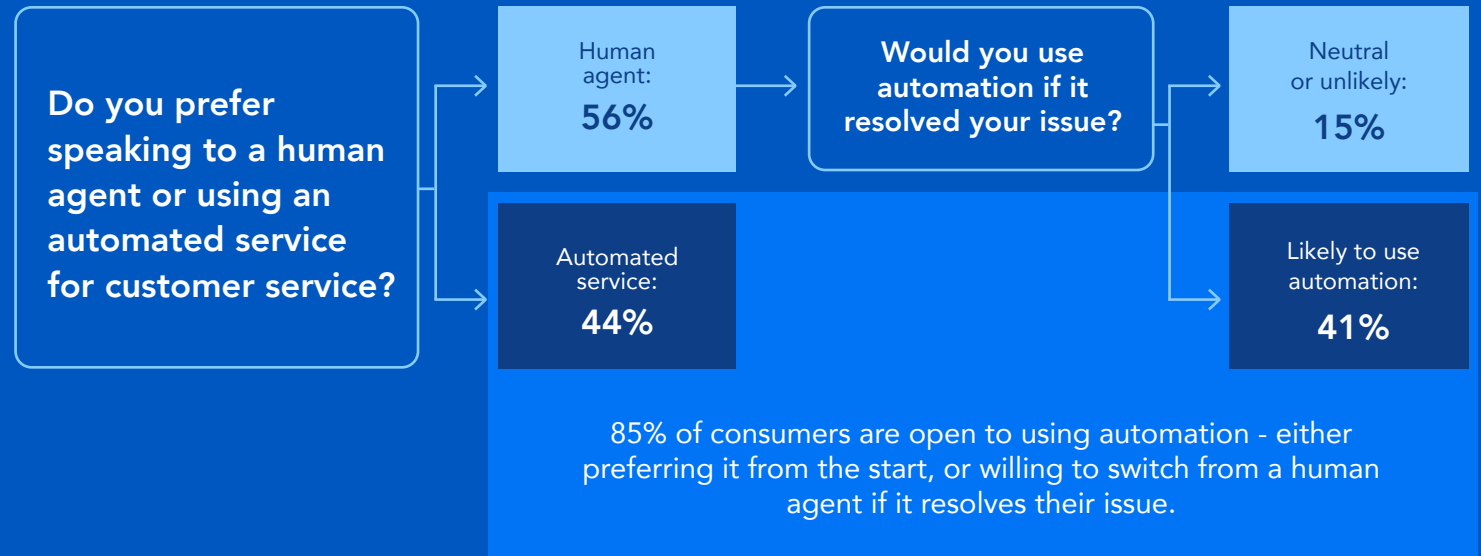 Do you prefer
speaking to a human
agent or using an
automated service
for customer service?
Human
agent:
56%
Automated
service:
44%
Would you use
automation if it
resolved your issue?
Neutral
or unlikely:
15%
Likely to use
automation:
41%
85% of consumers are open to using automation - either
preferring it from the start, or willing to switch from a human
agent if it resolves their issue.